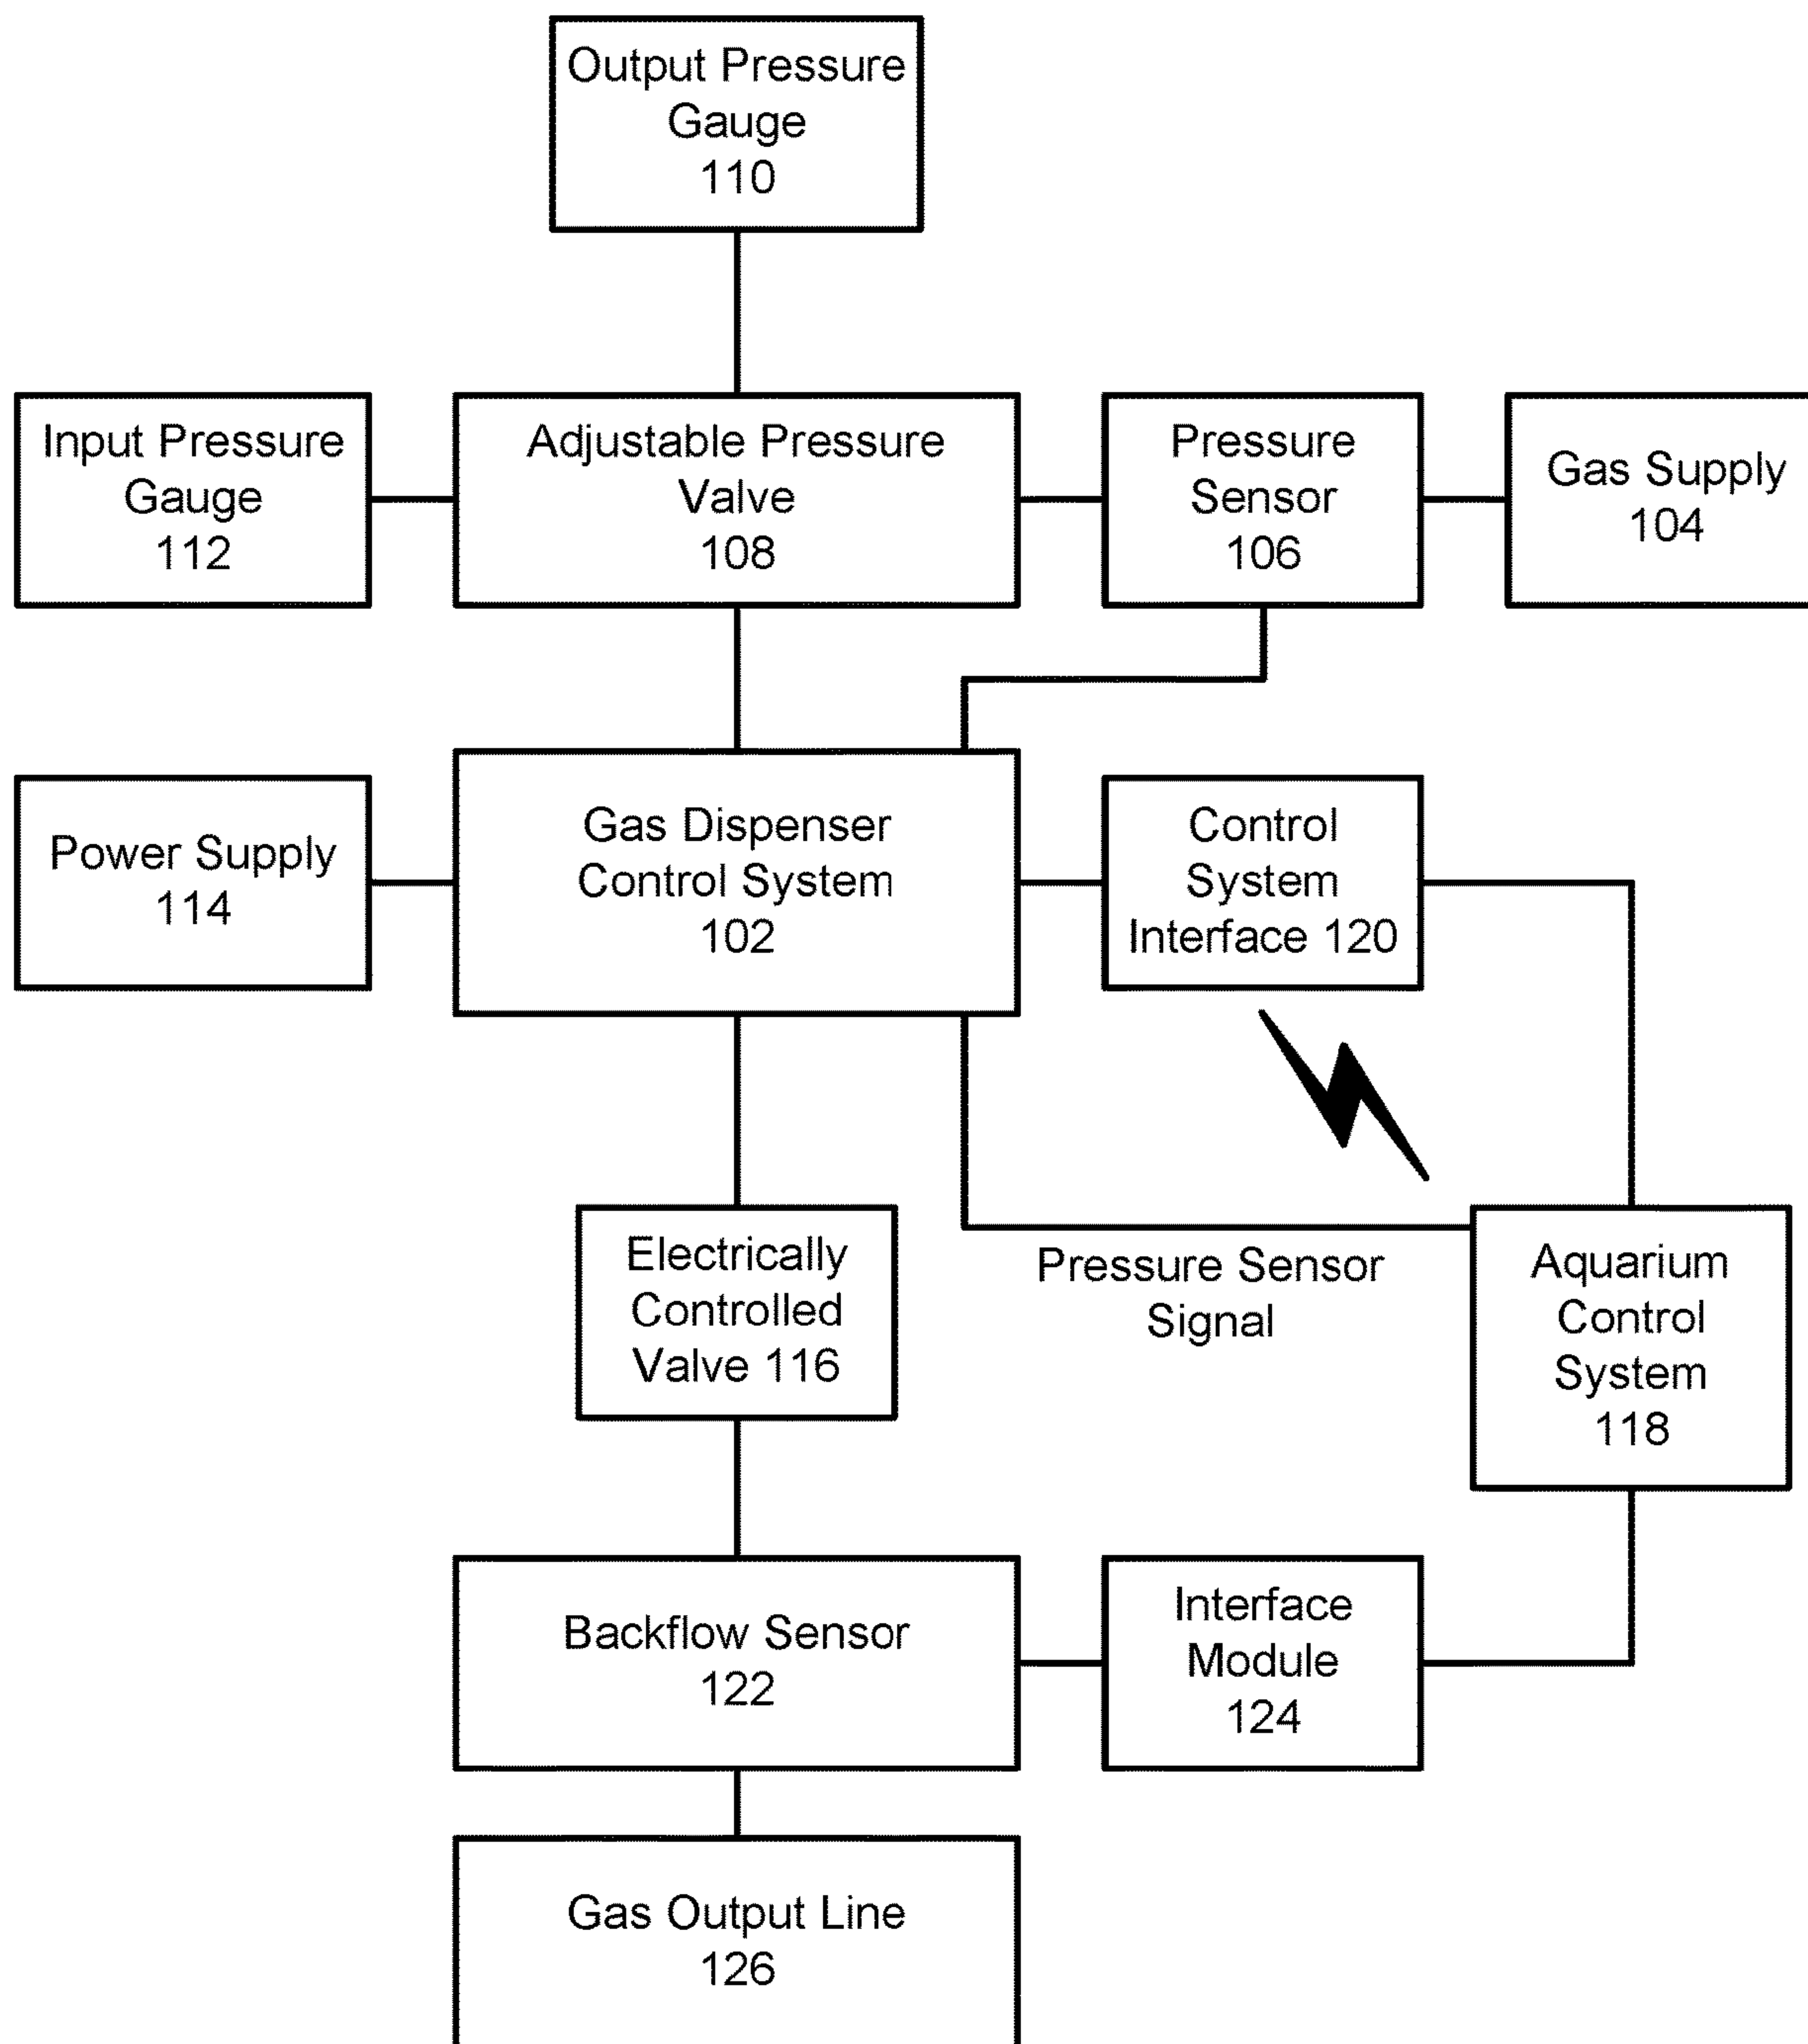 Output Pressure
Gauge
110
Input Pressure
Gauge
112
Adjustable Pressure
Valve
108
Pressure
Sensor
106
Gas Supply
104
Power Supply
114
Gas Dispenser
Control System
102
Control
System
Interface 120
Electrically
Controlled
Valve 116
Pressure Sensor
Signal
Aquarium
Control
System
118
Backflow Sensor
122
Interface
Module
124
Gas Output Line
126